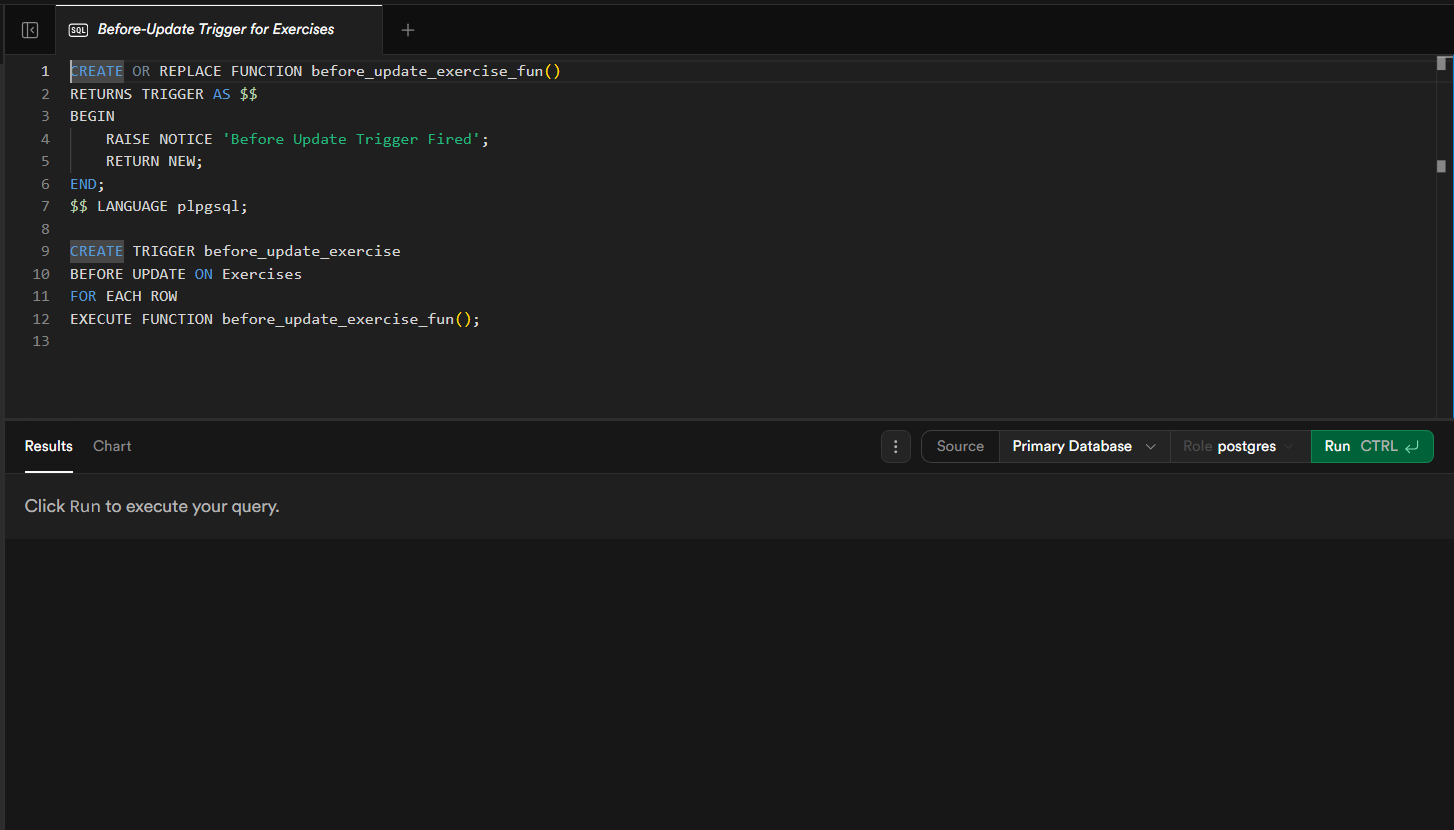 SQL Before-Update Trigger for Exercises
1 CREATE OR REPLACE FUNCTION before_update_exercise_fun()
2 RETURNS TRIGGER AS $$
3 BEGIN
4     RAISE NOTICE 'Before Update Trigger Fired';
5     RETURN NEW;
6 END;
7 $$ LANGUAGE plpgsql;
8
9 CREATE TRIGGER before_update_exercise
10 BEFORE UPDATE ON Exercises
11 FOR EACH ROW
12 EXECUTE FUNCTION before_update_exercise_fun();
13
Results Chart Source Primary Database Role postgres Run CTRL
Click Run to execute your query.